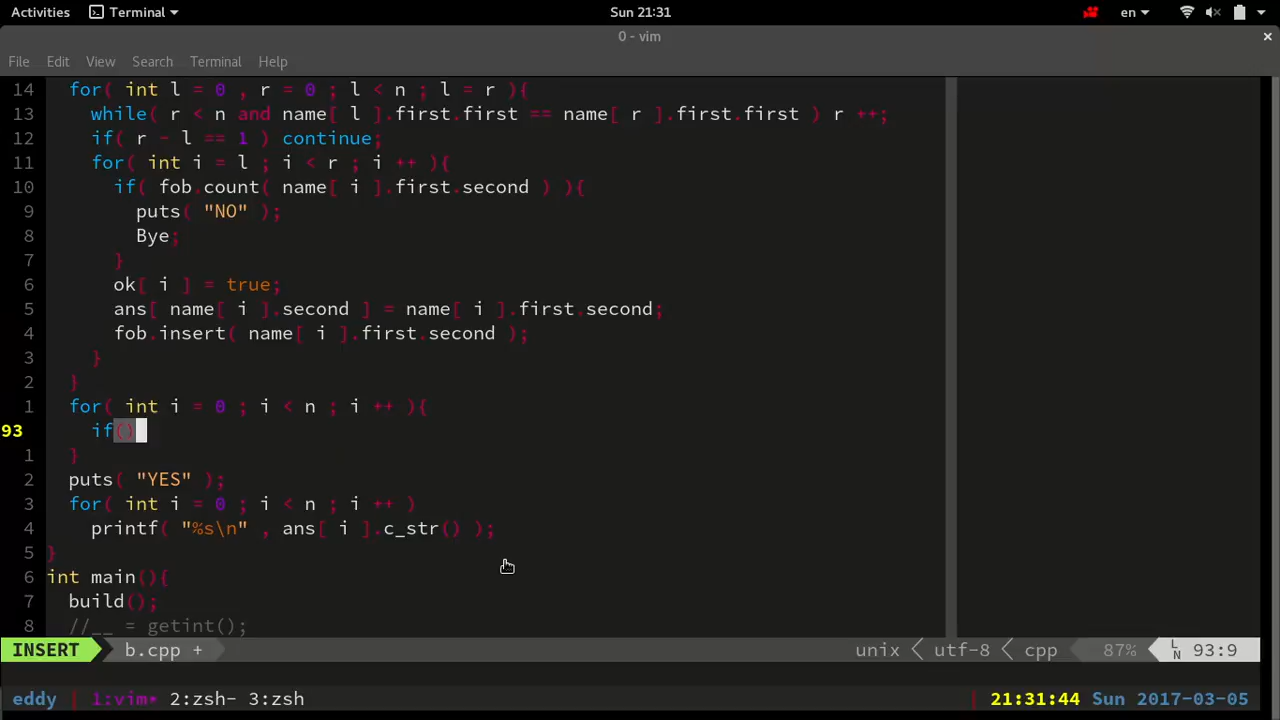 Activities Terminal Sun 21:31 en
0 - vim
File Edit View Search Terminal Help
14 for( int l = 0 , r = 0 ; l < n ; l = r ){
13 while( r < n and name[ l ].first.first == name[ r ].first.first ) r ++;
12 if( r - l == 1 ) continue;
11 for( int i = l ; i < r ; i ++ ){
10 if( fob.count( name[ i ].first.second ) ){
9 puts( "NO" );
8 Bye;
7 }
6 ok[ i ] = true;
5 ans[ name[ i ].second ] = name[ i ].first.second;
4 fob.insert( name[ i ].first.second );
3 }
2 }
1 for( int i = 0 ; i < n ; i ++ ){
93 if()
1 }
2 puts( "YES" );
3 for( int i = 0 ; i < n ; i ++ )
4 printf( "%s\n" , ans[ i ].c_str() );
5 }
6 int main(){
7 build();
8 //__ = getint();
INSERT b.cpp + unix utf-8 cpp 87% LN 93:9
eddy 1:vim* 2:zsh- 3:zsh 21:31:44 Sun 2017-03-05